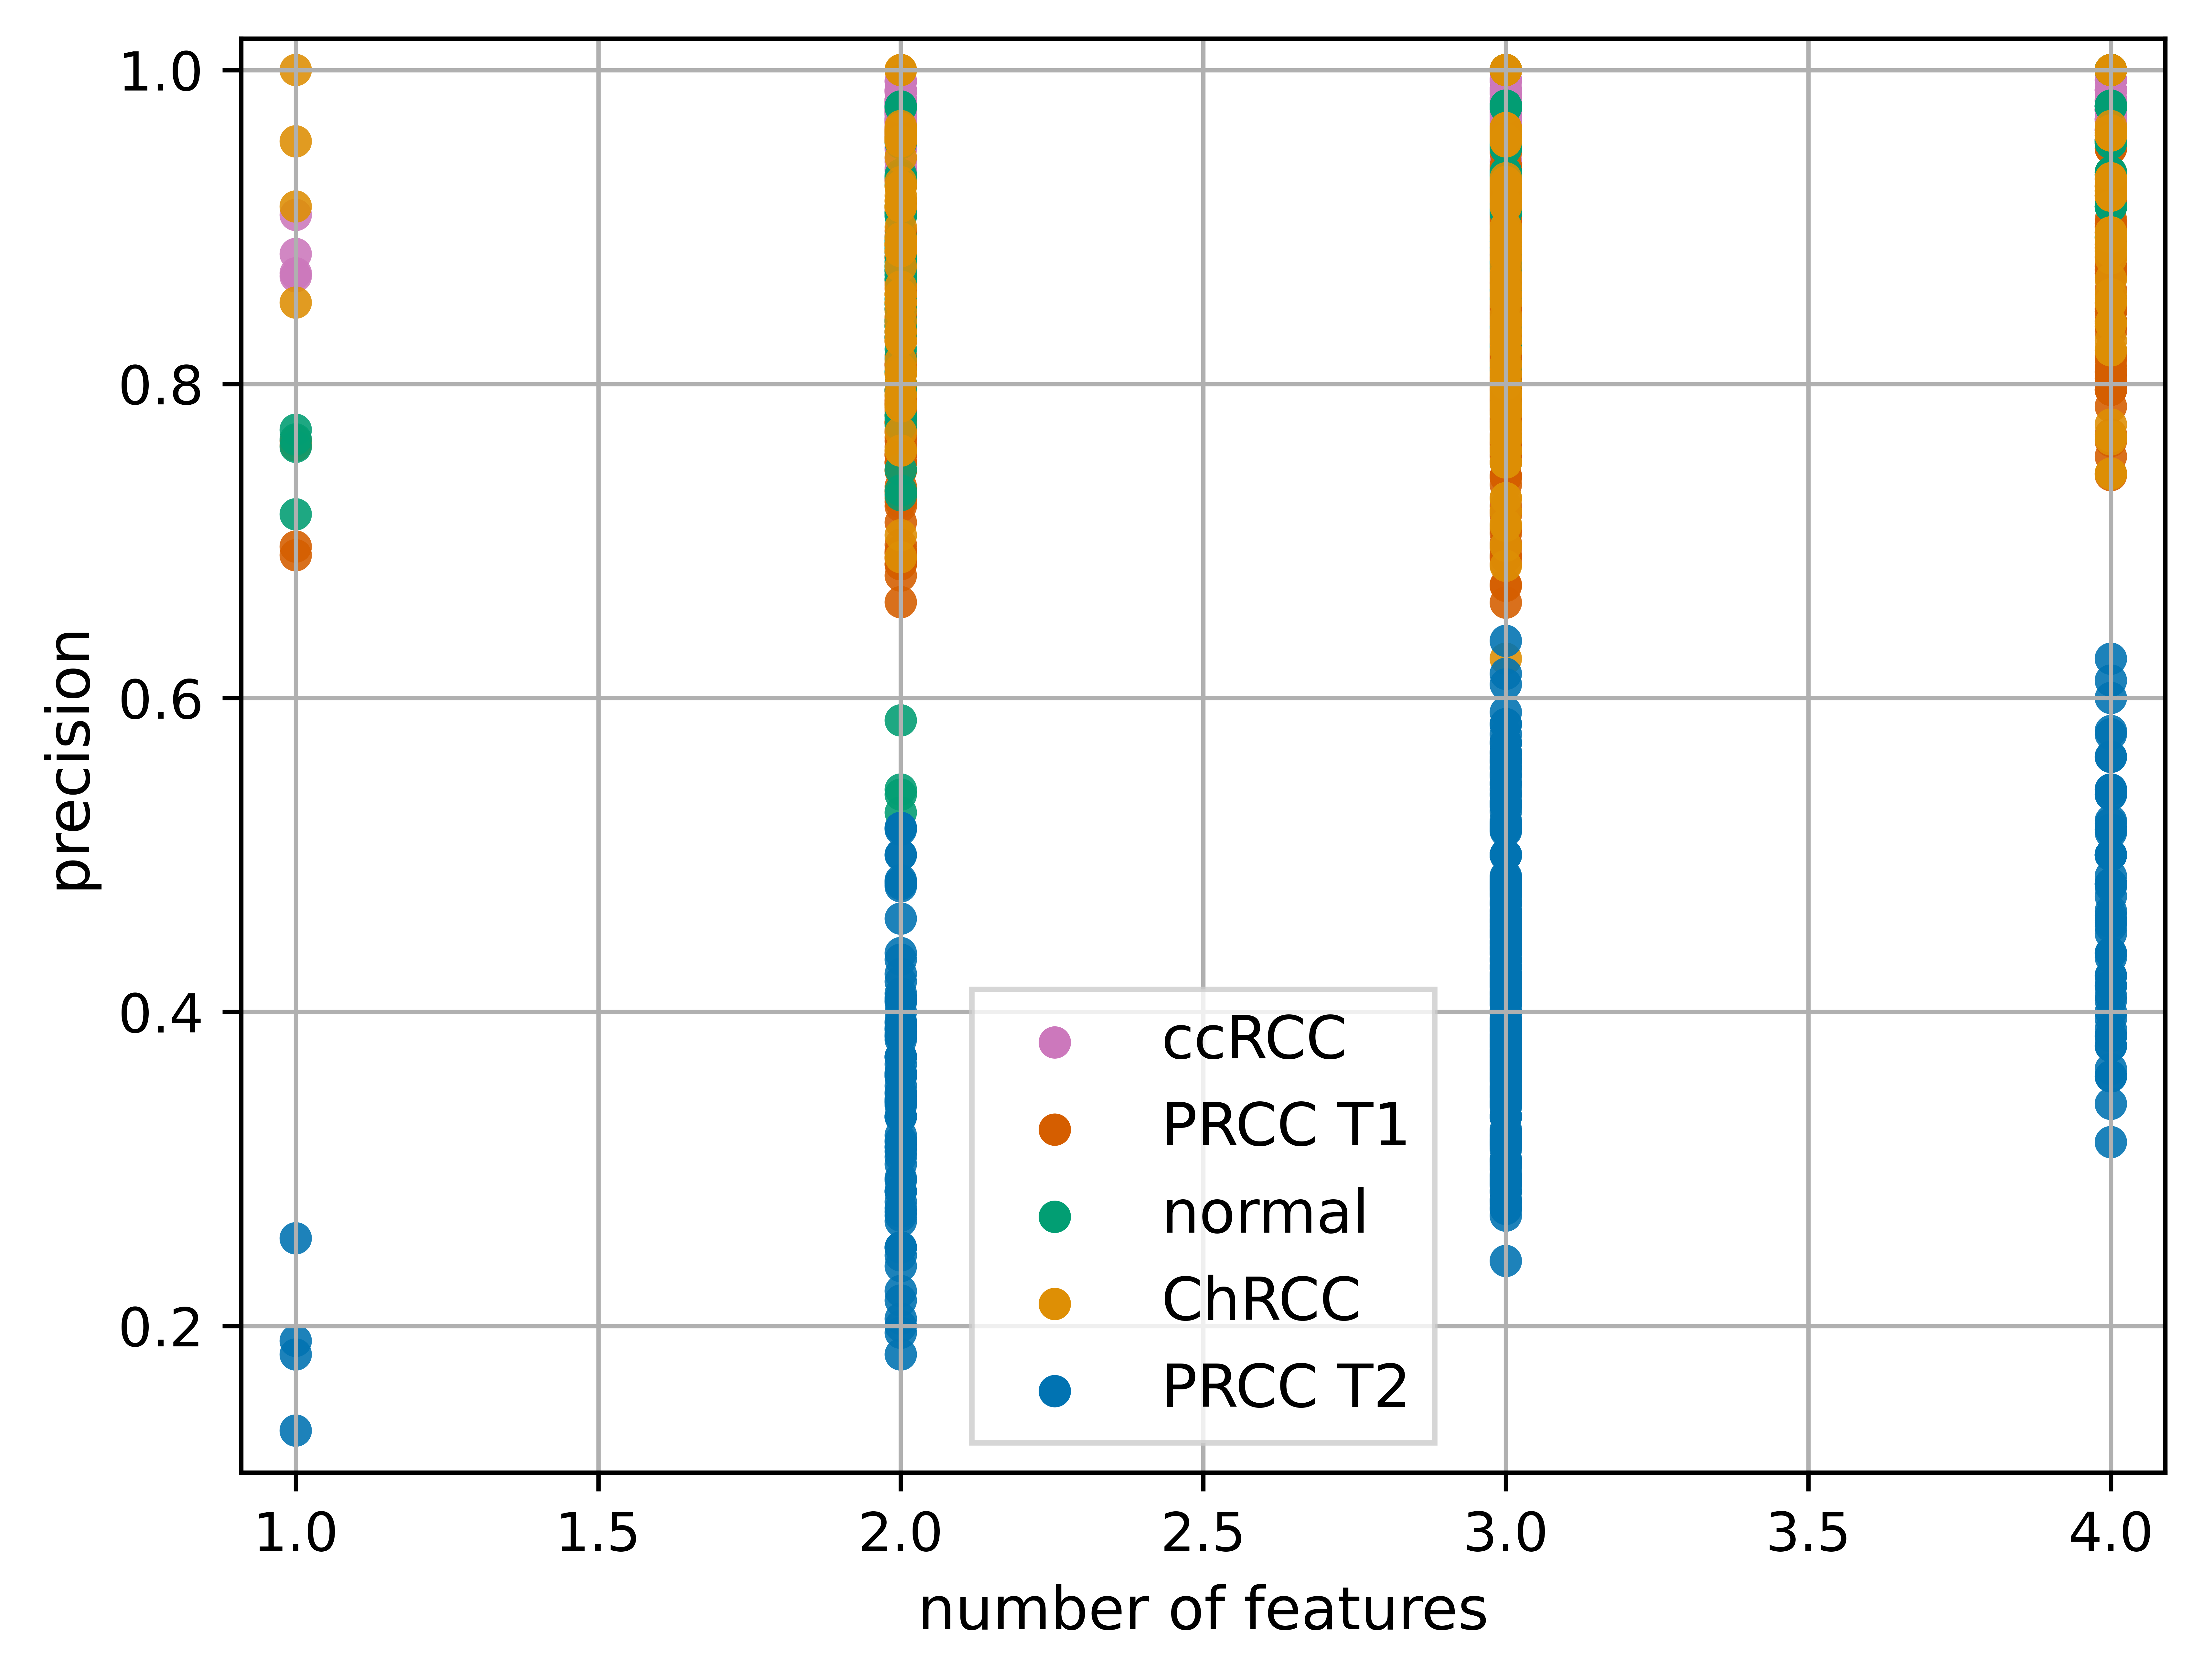 1.0
0.8
0.6
0.4
0.2
precision
ccRCC
PRCC T1
normal
ChRCC
PRCC T2
1.0 1.5 2.0 2.5 3.0 3.5 4.0
number of features